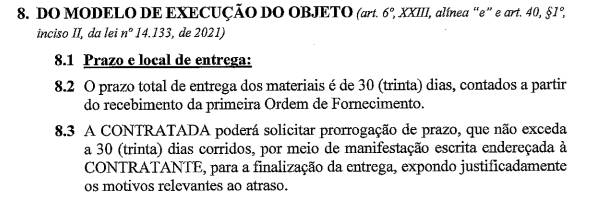 8. DO MODELO DE EXECUÇÃO DO OBJETO (art. 6º, XXIII, alínea “e” e art. 40, §1º,
inciso II, da lei nº 14.133, de 2021)
8.1 Prazo e local de entrega:
8.2 O prazo total de entrega dos materiais é de 30 (trinta) dias, contados a partir
do recebimento da primeira Ordem de Fornecimento.
8.3 A CONTRATADA poderá solicitar prorrogação de prazo, que não exceda
a 30 (trinta) dias corridos, por meio de manifestação escrita endereçada à
CONTRATANTE, para a finalização da entrega, expondo justificadamente
os motivos relevantes ao atraso.